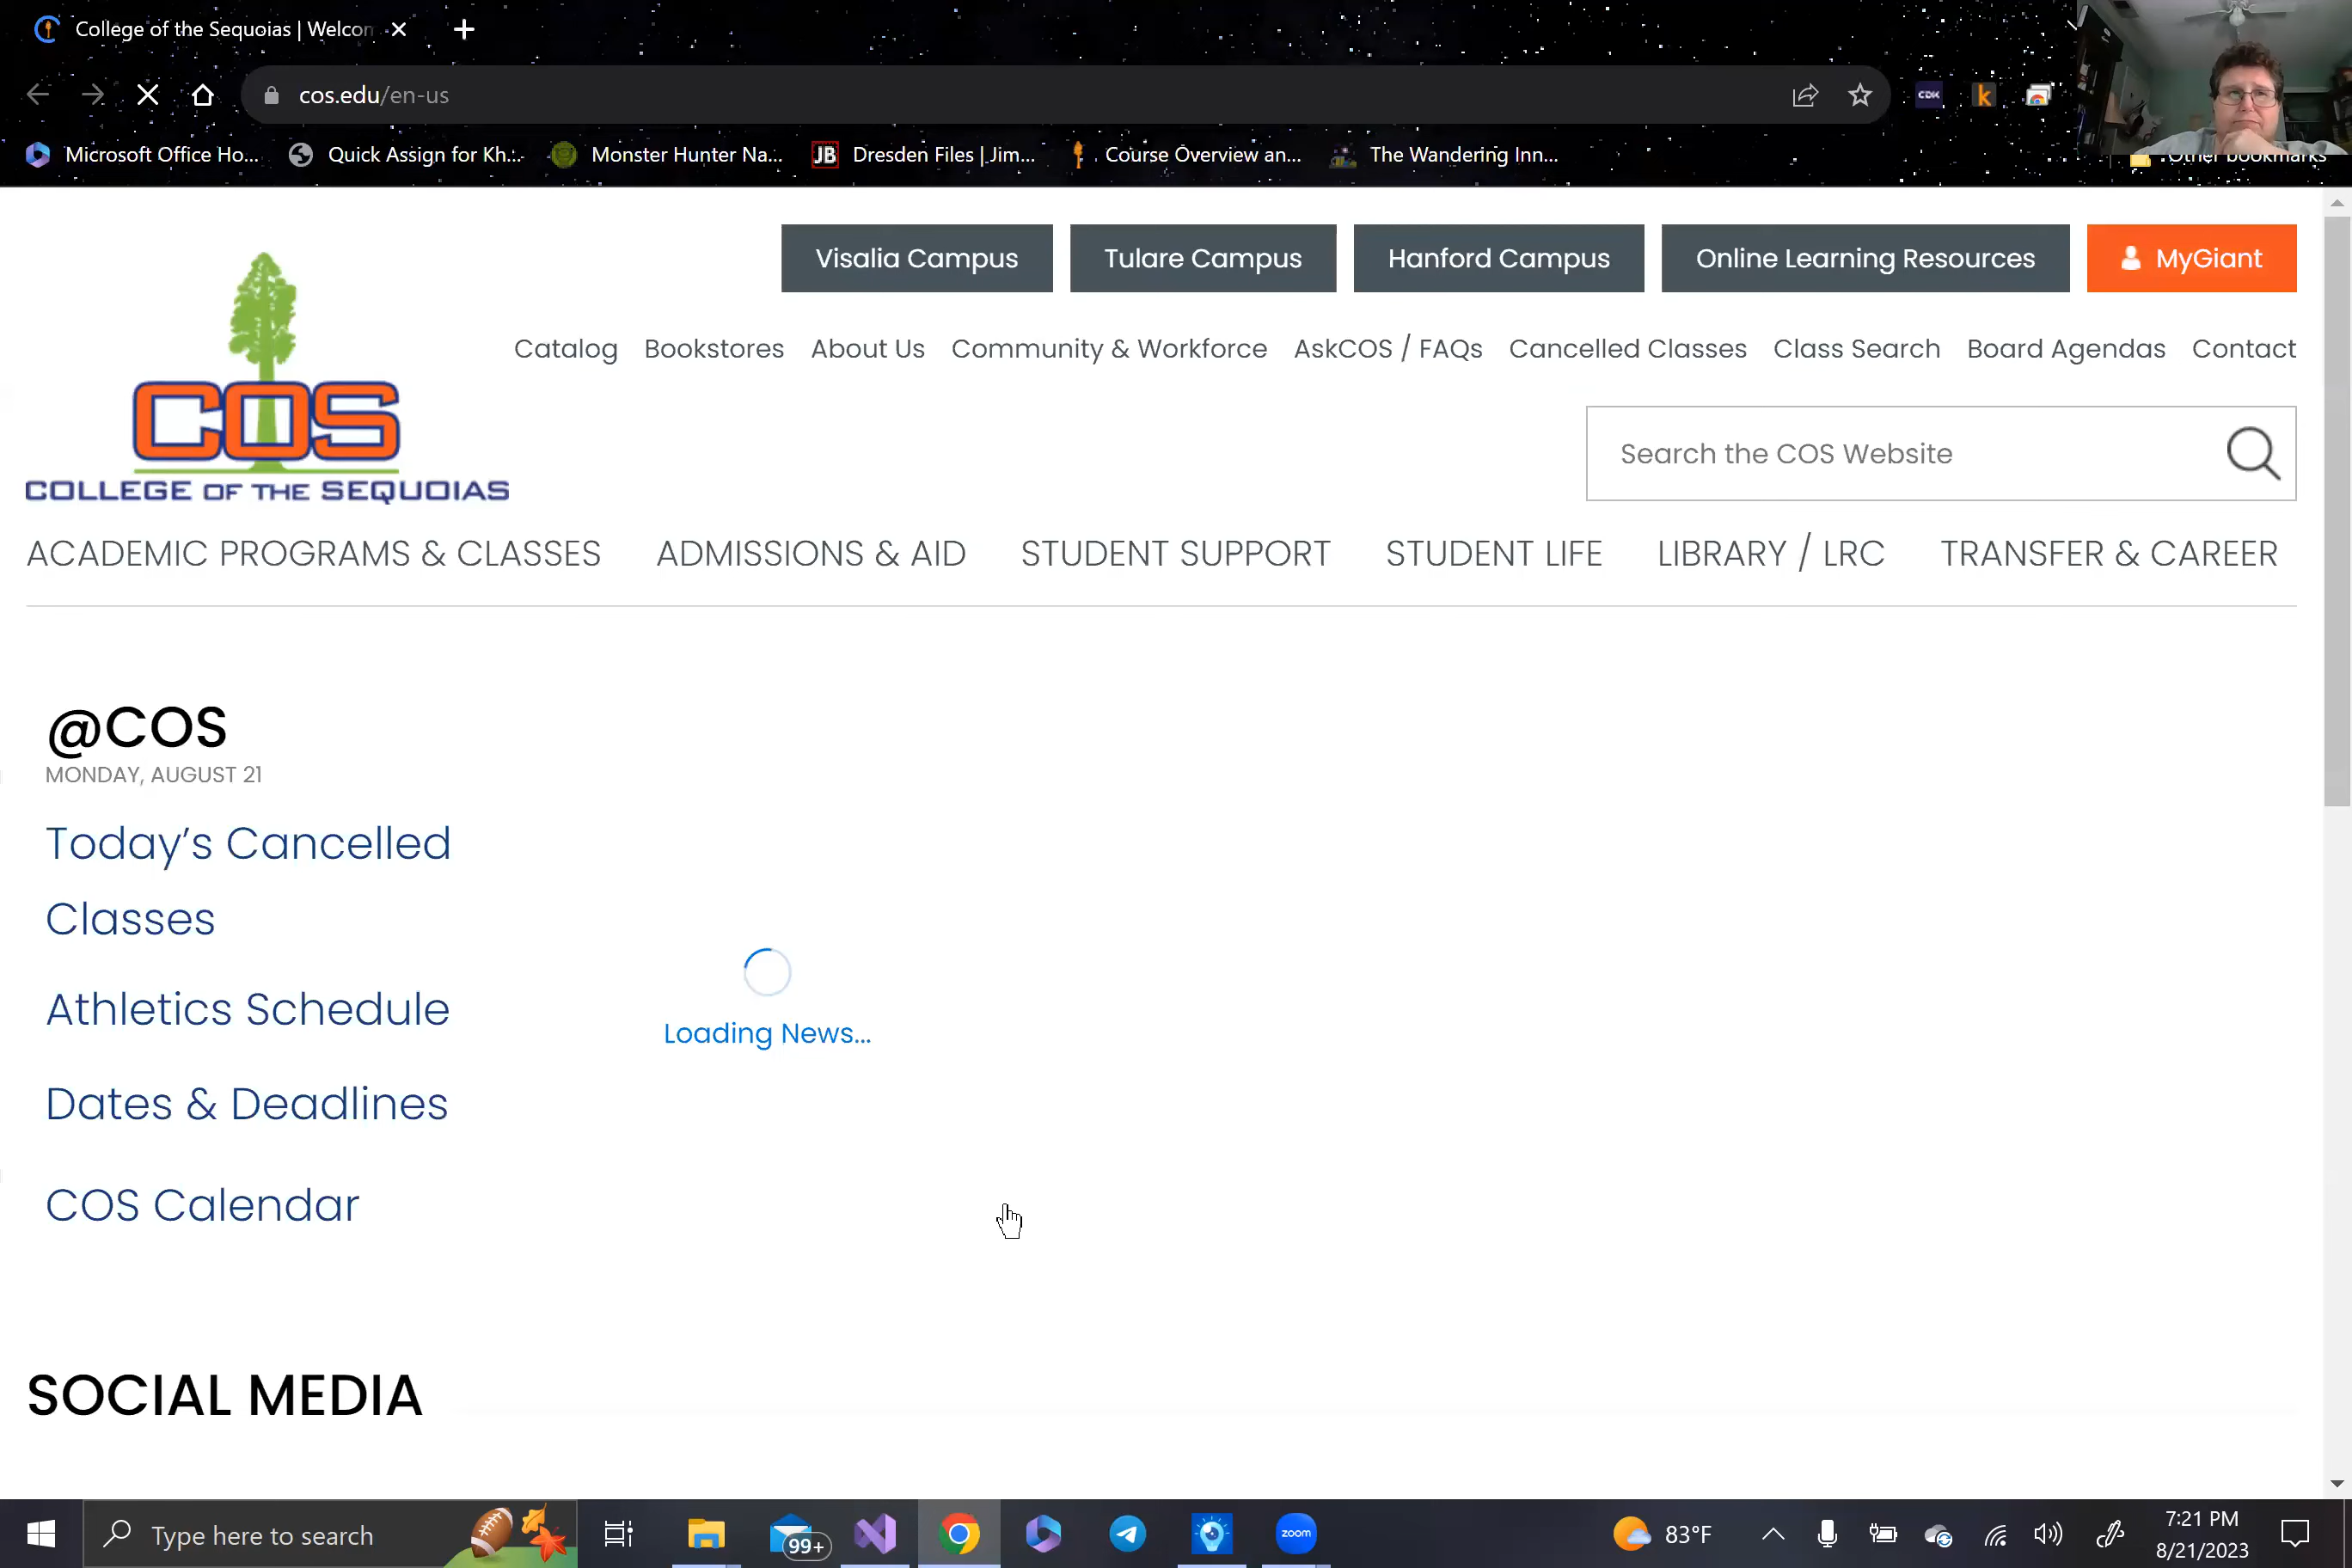 College of the Sequoias | Welcon
cos.edu/en-us
CDK
k
Microsoft Office Ho...
Quick Assign for Kh...
Monster Hunter Na...
JB
Dresden Files | Jim...
Course Overview an...
The Wandering Inn...
Other bookmarks
Visalia Campus
Tulare Campus
Hanford Campus
Online Learning Resources
MyGiant
Catalog
Bookstores
About Us
Community & Workforce
AskCOS / FAQs
Cancelled Classes
Class Search
Board Agendas
Contact
COS
COLLEGE OF THE SEQUOIAS
Search the COS Website
ACADEMIC PROGRAMS & CLASSES
ADMISSIONS & AID
STUDENT SUPPORT
STUDENT LIFE
LIBRARY / LRC
TRANSFER & CAREER
@COS
MONDAY, AUGUST 21
Today's Cancelled
Classes
Athletics Schedule
Dates & Deadlines
COS Calendar
Loading News...
SOCIAL MEDIA
Type here to search
99+
zoom
83°F
7:21 PM
8/21/2023